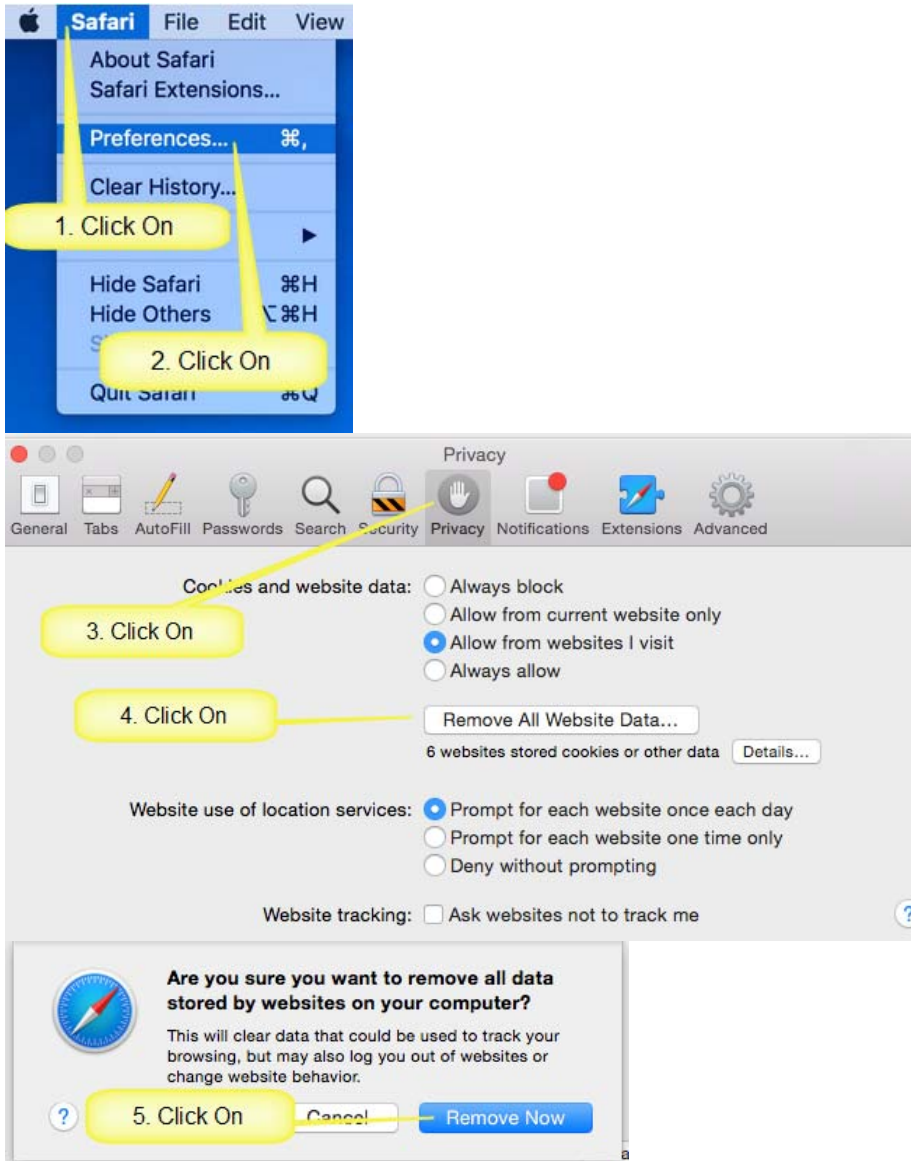 Safari File Edit View
About Safari
Safari Extensions...
Preferences... ⌘,
Clear History...
1. Click On
Hide Safari ⌘H
Hide Others ⌥⌘H
2. Click On
Quit Safari ⌘Q
Privacy
General Tabs AutoFill Passwords Search Security Privacy Notifications Extensions Advanced
Cookies and website data: Always block
Allow from current website only
3. Click On
Allow from websites I visit
Always allow
4. Click On
Remove All Website Data...
6 websites stored cookies or other data Details...
Website use of location services: Prompt for each website once each day
Prompt for each website one time only
Deny without prompting
Website tracking: Ask websites not to track me ?
Are you sure you want to remove all data
stored by websites on your computer?
This will clear data that could be used to track your
browsing, but may also log you out of websites or
change website behavior.
? 5. Click On Cancel Remove Now